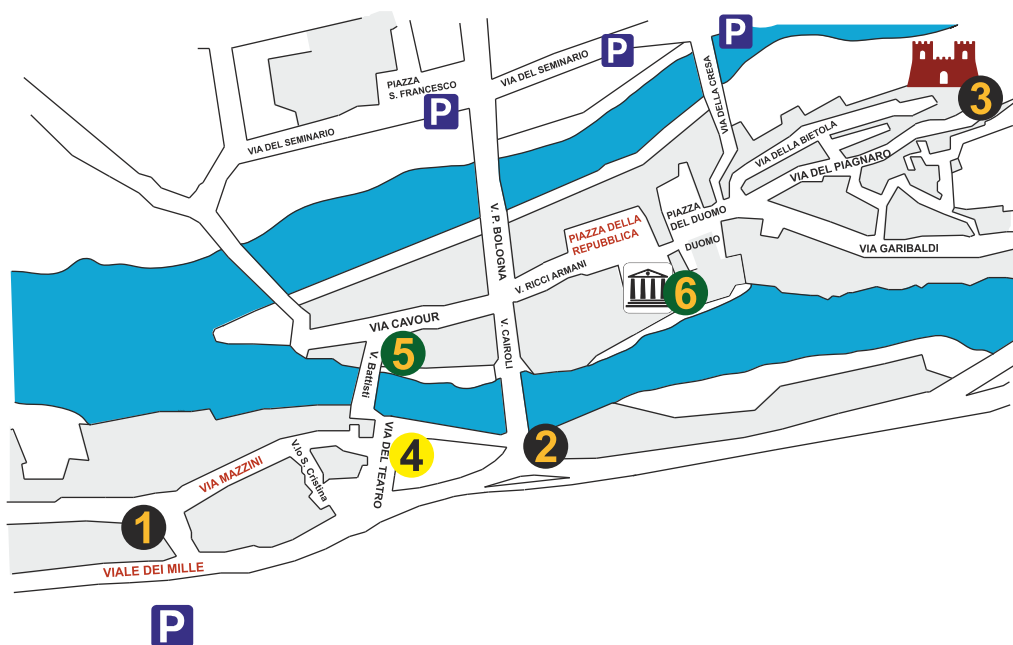 P
P
VIA DEL SEMINARIO
PIAZZA
S. FRANCESCO
P
VIA DELLA CRESA
3
VIA DEL SEMINARIO
VIA DELLA BIETOLA
VIA DEL PIAGNARO
V. P. BOLOGNA
PIAZZA DELLA
REPUBBLICA
PIAZZA
DEL DUOMO
DUOMO
VIA GARIBALDI
V. RICCI ARMANI
6
VIA CAVOUR
V. CAIROLI
5
V. Battisti
VIA DEL TEATRO
4
2
VIA MAZZINI
V.lo S. Cristina
1
VIALE DEI MILLE
P